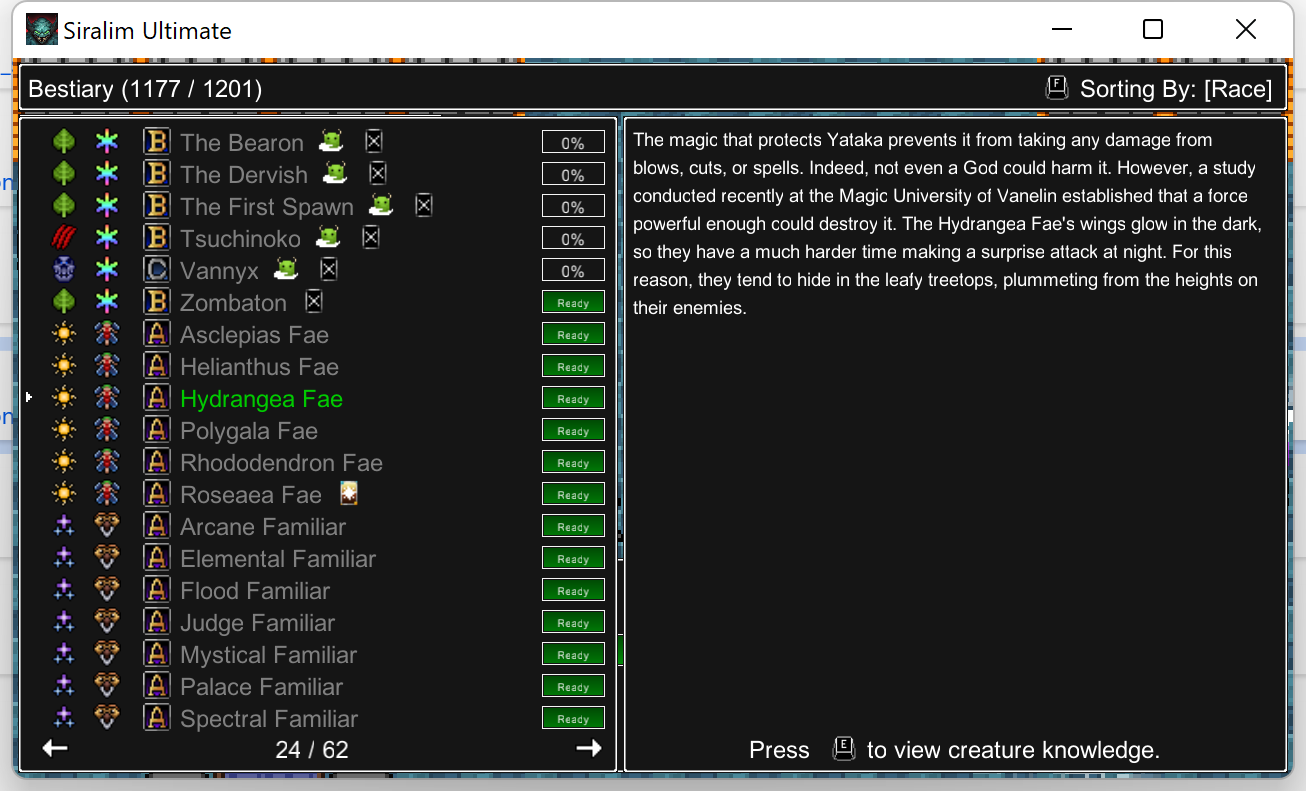 Siralim Ultimate
Bestiary (1177 / 1201)
F Sorting By: [Race]
B The Bearon 0%
B The Dervish 0%
B The First Spawn 0%
B Tsuchinoko 0%
C Vannyx 0%
B Zombaton Ready
A Asclepias Fae Ready
A Helianthus Fae Ready
A Hydrangea Fae Ready
A Polygala Fae Ready
A Rhododendron Fae Ready
A Roseaea Fae Ready
A Arcane Familiar Ready
A Elemental Familiar Ready
A Flood Familiar Ready
A Judge Familiar Ready
A Mystical Familiar Ready
A Palace Familiar Ready
A Spectral Familiar Ready
24 / 62
The magic that protects Yataka prevents it from taking any damage from
blows, cuts, or spells. Indeed, not even a God could harm it. However, a study
conducted recently at the Magic University of Vanelin established that a force
powerful enough could destroy it. The Hydrangea Fae's wings glow in the dark,
so they have a much harder time making a surprise attack at night. For this
reason, they tend to hide in the leafy treetops, plummeting from the heights on
their enemies.
Press E to view creature knowledge.